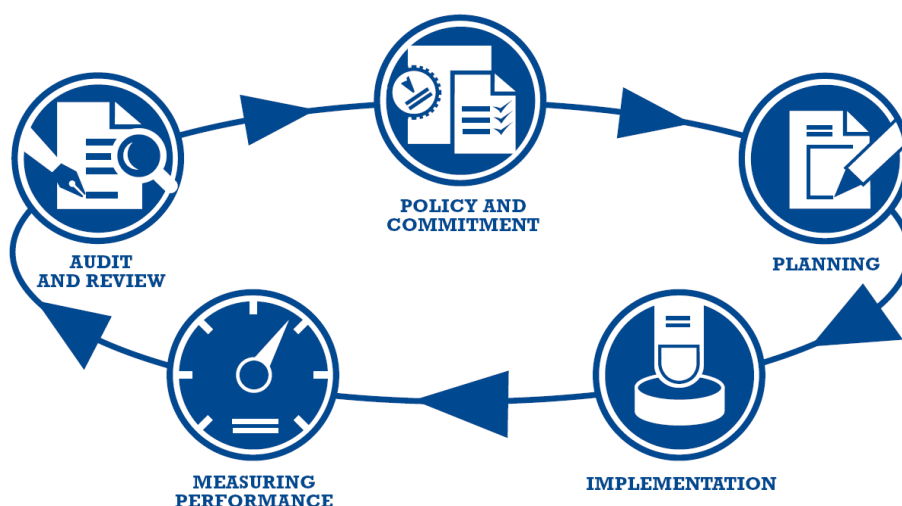 POLICY AND
COMMITMENT
AUDIT
AND REVIEW
PLANNING
MEASURING
PERFORMANCE
IMPLEMENTATION